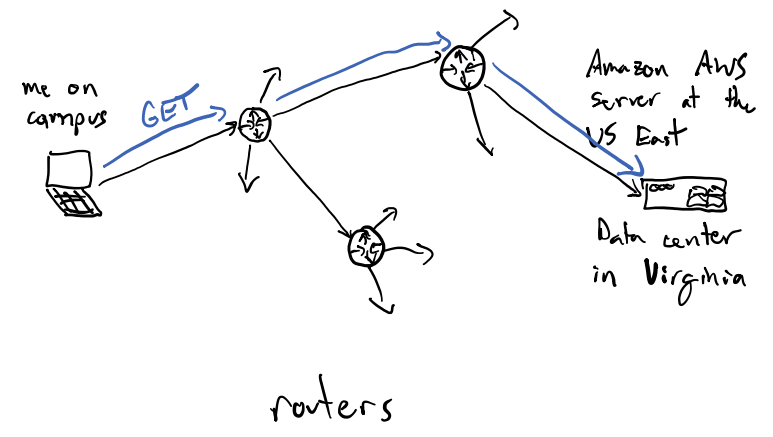 me on
campus
GET
Amazon AWS
server at the
US East
Data center
in Virginia
routers